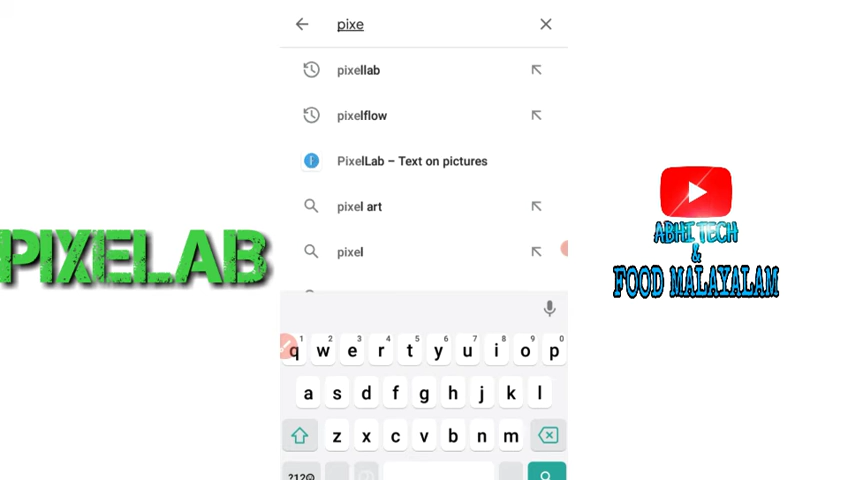 pixe
pixellab
pixelflow
PixelLab – Text on pictures
pixel art
pixel
PIXELAB
ABHI TECH
&
FOOD MALAYALAM
1 2 3 4 5 6 7 8 9 0
q w e r t y u i o p
a s d f g h j k l
z x c v b n m
?12